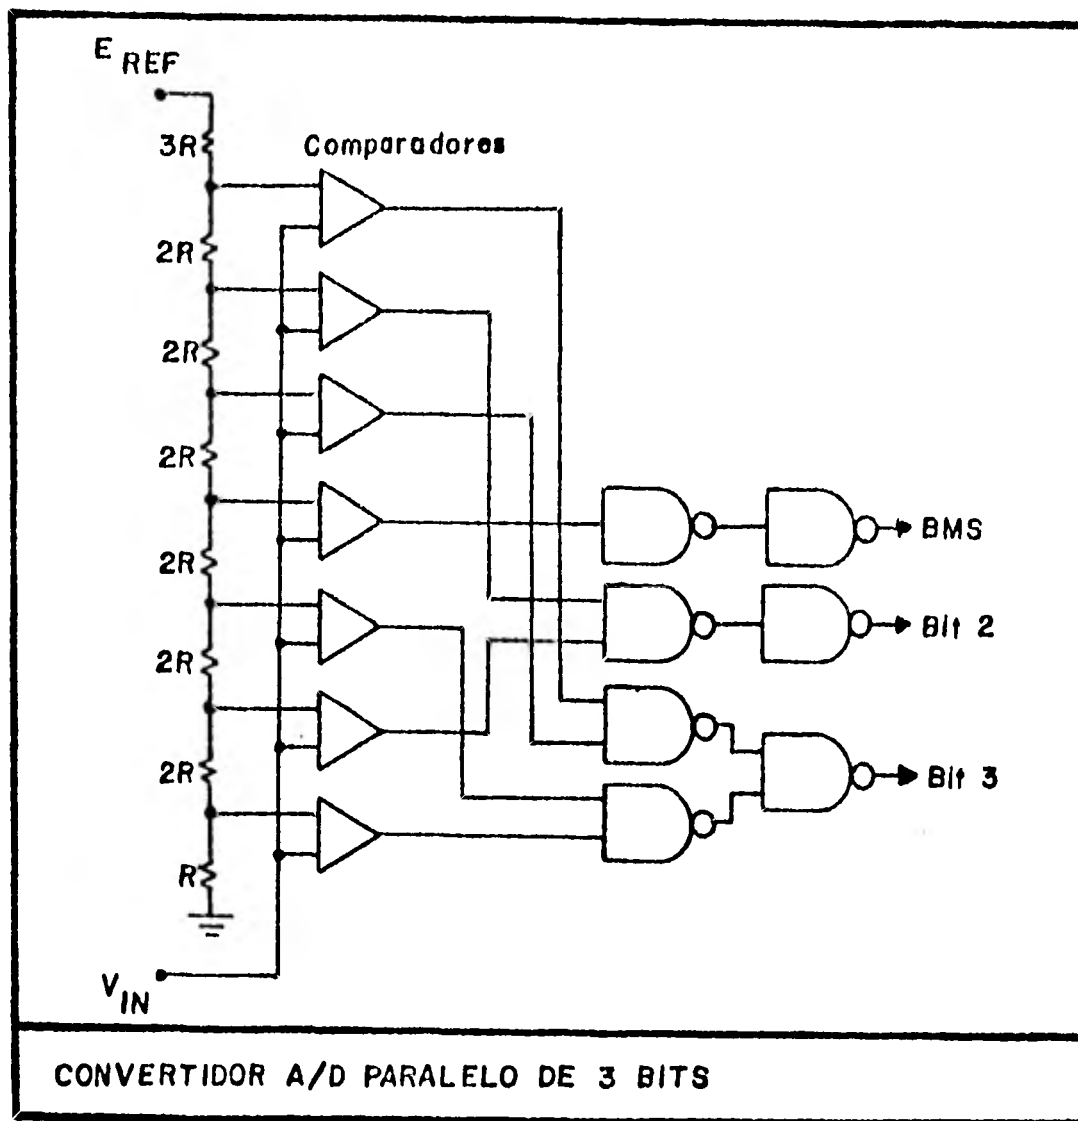 E REF
3R
Comparadores
2R
2R
2R
2R
2R
2R
R
BMS
Bit 2
Bit 3
V IN
CONVERTIDOR A/D PARALELO DE 3 BITS